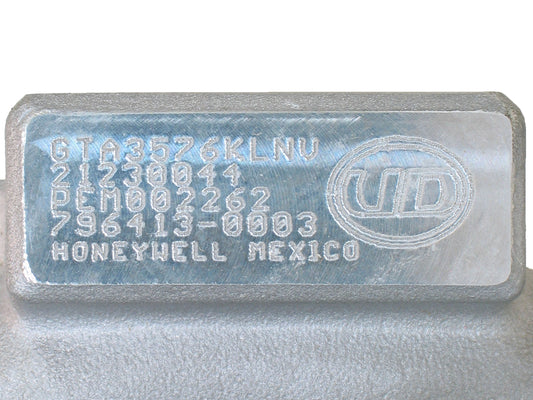 GTA3576KLNV
21230044
PEM002262
796413-0003
HONEYWELL MEXICO
UD